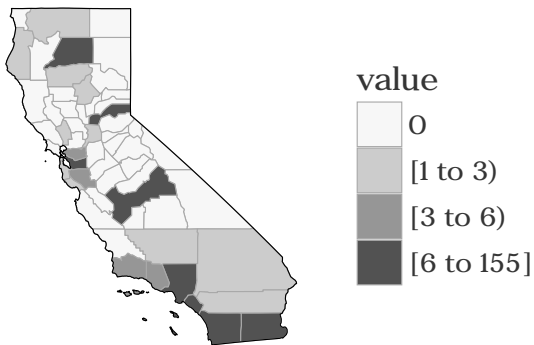 value
0
[1 to 3)
[3 to 6)
[6 to 155]